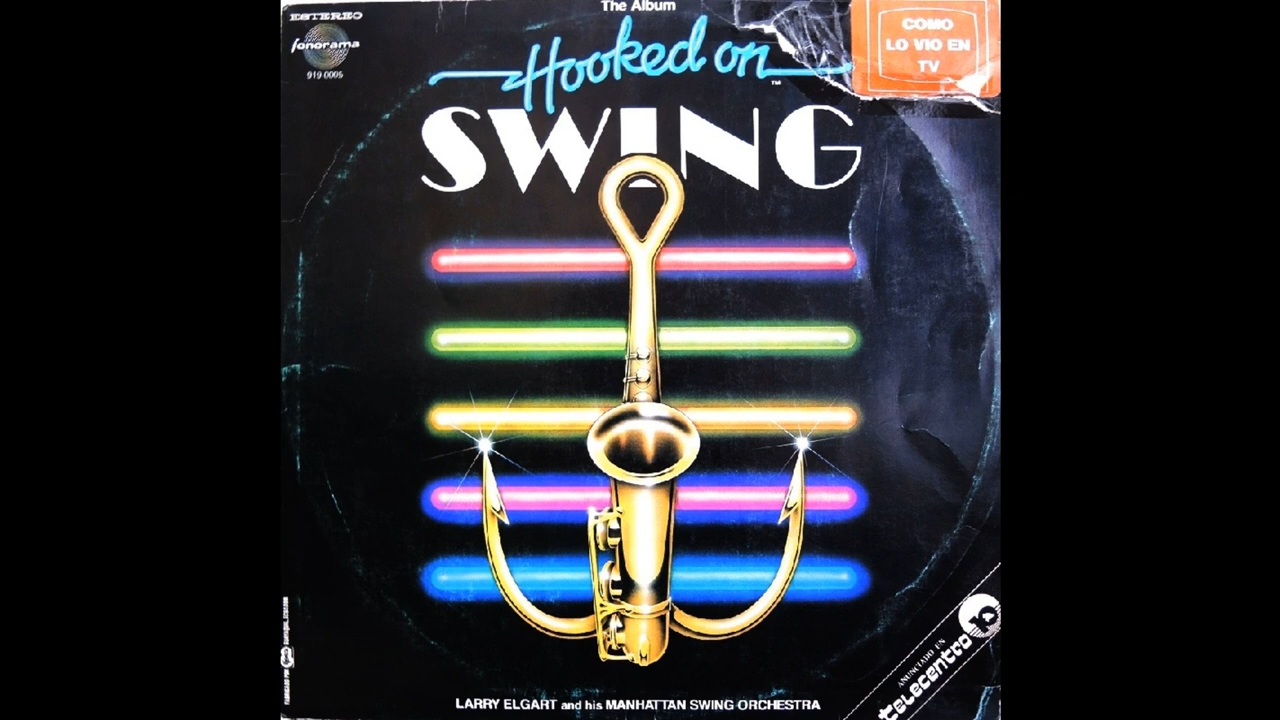 The Album
ESTEREO
fonorama
919 0005
COMO
LO VIO EN
TV
Hooked on
TM
SWING
ANUNCIADO EN
telecentro
LARRY ELGART and his MANHATTAN SWING ORCHESTRA